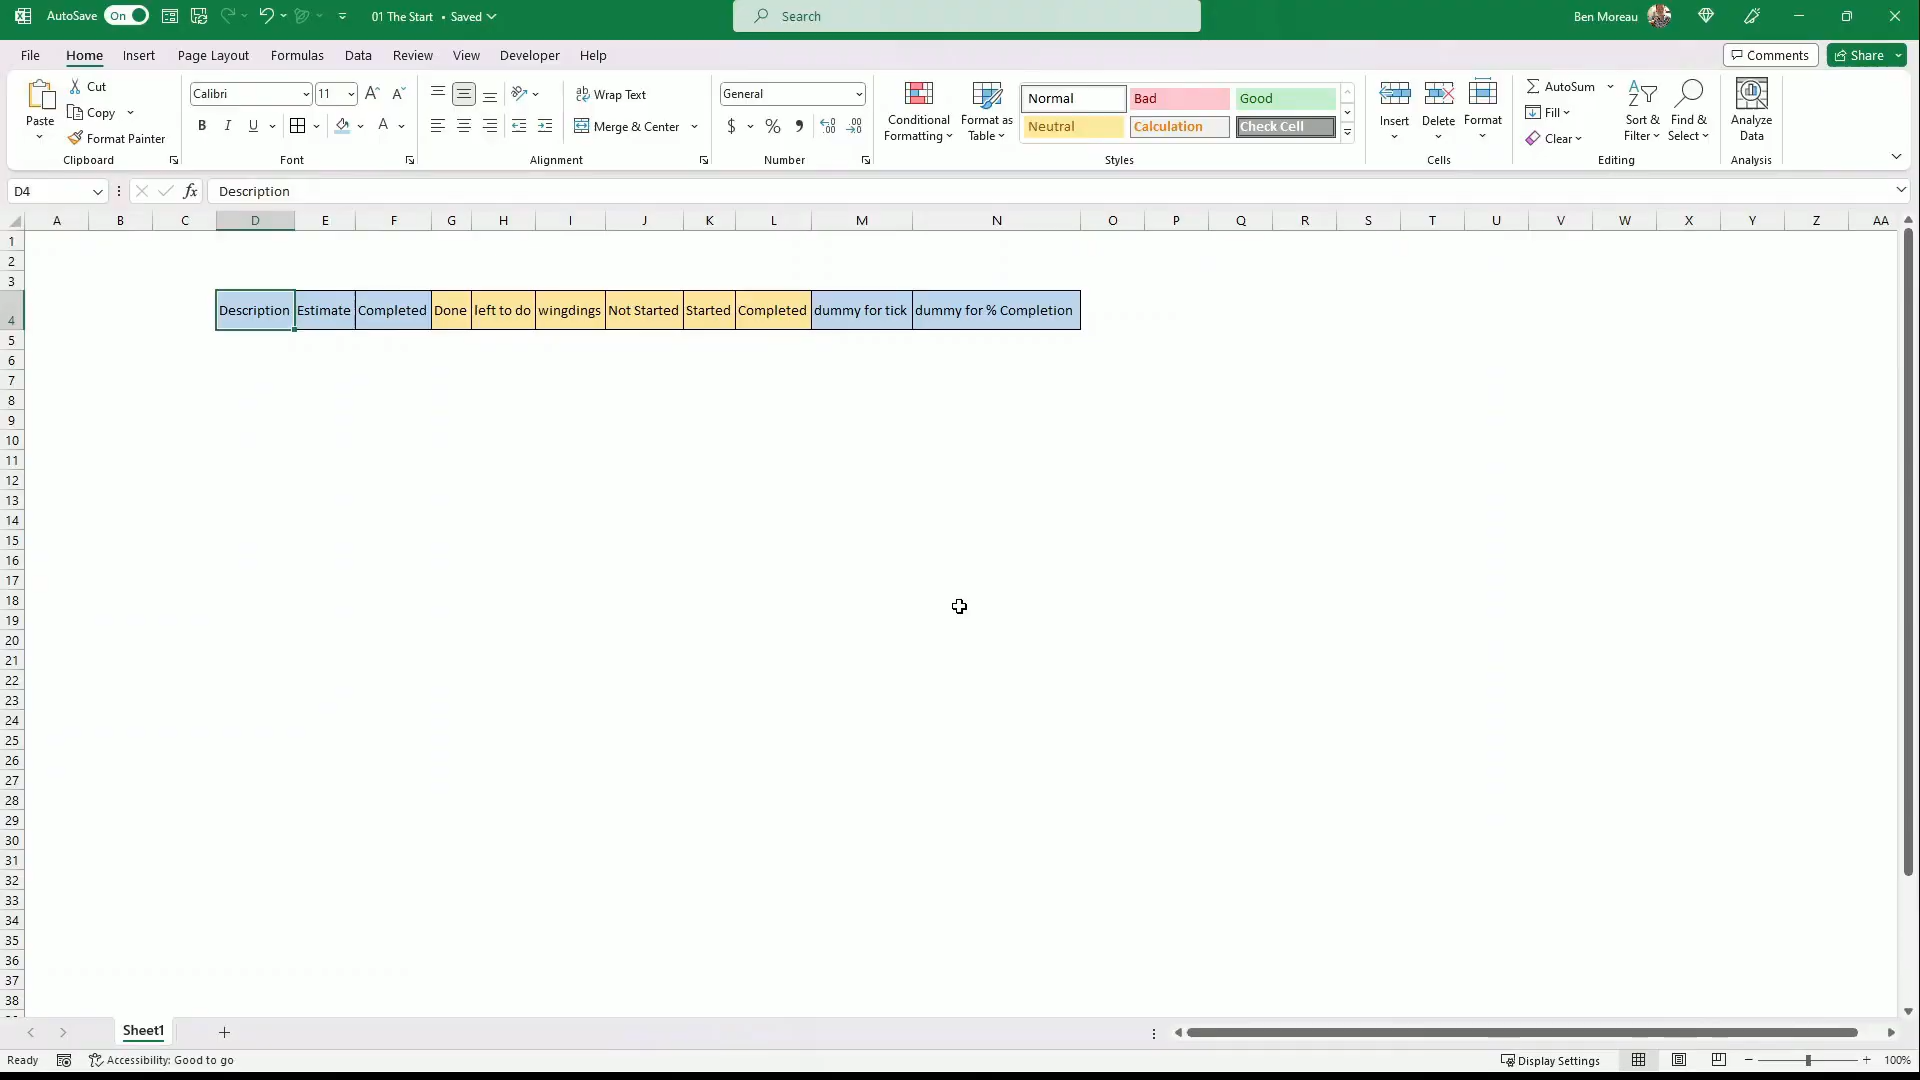 AutoSave On 01 The Start • Saved Search Ben Moreau
File Home Insert Page Layout Formulas Data Review View Developer Help Comments Share
Paste Cut Copy Format Painter Clipboard
Calibri 11 B I U A Font
Wrap Text Merge & Center Alignment
General $ % , Number
Conditional Formatting Format as Table
Normal Bad Good
Neutral Calculation Check Cell
Styles
Insert Delete Format Cells
AutoSum Fill Clear Sort & Filter Find & Select Editing
Analyze Data Analysis
D4 fx Description
A B C D E F G H I J K L M N O P Q R S T U V W X Y Z AA
1
2
3
4 Description Estimate Completed Done left to do wingdings Not Started Started Completed dummy for tick dummy for % Completion
5
6
7
8
9
10
11
12
13
14
15
16
17
18
19
20
21
22
23
24
25
26
27
28
29
30
31
32
33
34
35
36
37
38
Sheet1
Ready Accessibility: Good to go Display Settings 100%